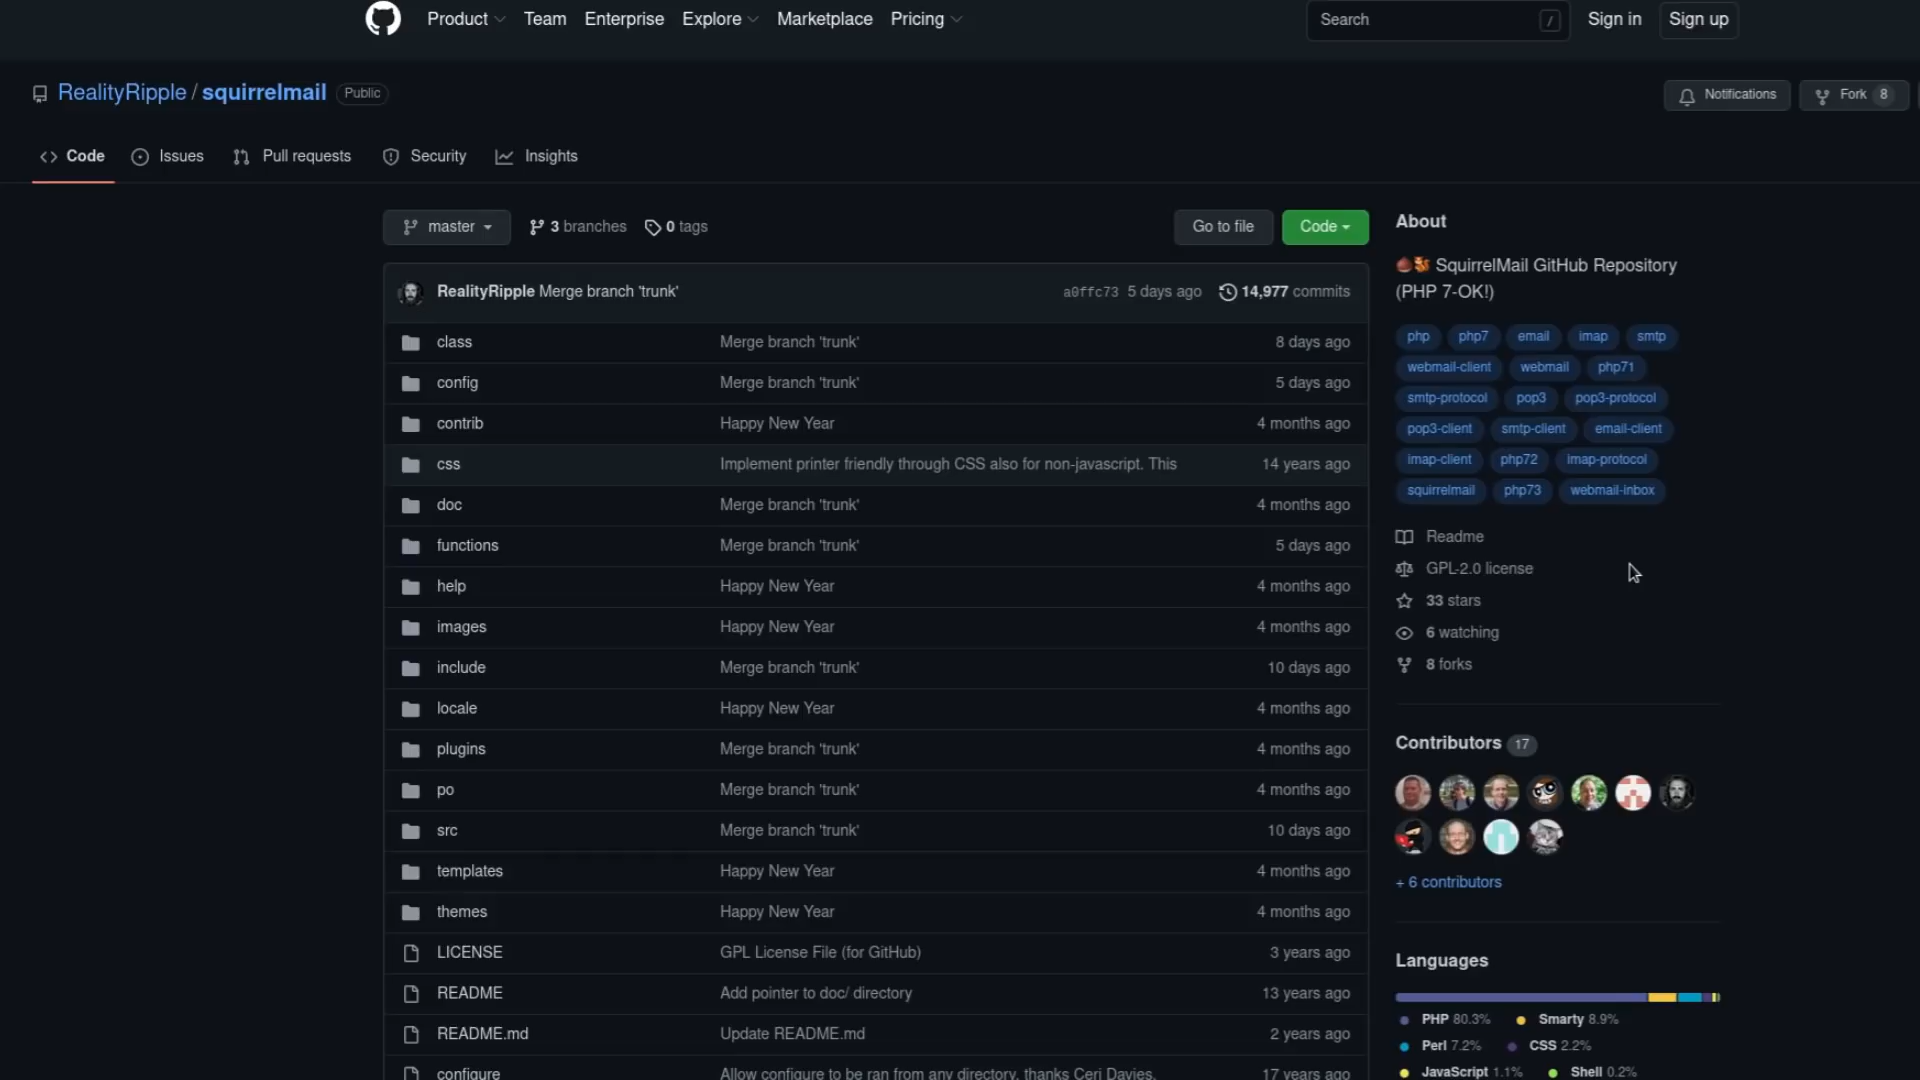 Product Team Enterprise Explore Marketplace Pricing Search / Sign in Sign up
RealityRipple / squirrelmail Public Notifications Fork 8
Code Issues Pull requests Security Insights
master 3 branches 0 tags Go to file Code
RealityRipple Merge branch 'trunk' a0ffc73 5 days ago 14,977 commits
class Merge branch 'trunk' 8 days ago
config Merge branch 'trunk' 5 days ago
contrib Happy New Year 4 months ago
css Implement printer friendly through CSS also for non-javascript. This 14 years ago
doc Merge branch 'trunk' 4 months ago
functions Merge branch 'trunk' 5 days ago
help Happy New Year 4 months ago
images Happy New Year 4 months ago
include Merge branch 'trunk' 10 days ago
locale Happy New Year 4 months ago
plugins Merge branch 'trunk' 4 months ago
po Merge branch 'trunk' 4 months ago
src Merge branch 'trunk' 10 days ago
templates Happy New Year 4 months ago
themes Happy New Year 4 months ago
LICENSE GPL License File (for GitHub) 3 years ago
README Add pointer to doc/ directory 13 years ago
README.md Update README.md 2 years ago
configure Allow configure to be ran from any directory, thanks Ceri Davies. 17 years ago
About
SquirrelMail GitHub Repository
(PHP 7-OK!)
php php7 email imap smtp
webmail-client webmail php71
smtp-protocol pop3 pop3-protocol
pop3-client smtp-client email-client
imap-client php72 imap-protocol
squirrelmail php73 webmail-inbox
Readme
GPL-2.0 license
33 stars
6 watching
8 forks
Contributors 17
+ 6 contributors
Languages
PHP 80.3% Smarty 8.9%
Perl 7.2% CSS 2.2%
JavaScript 1.1% Shell 0.2%